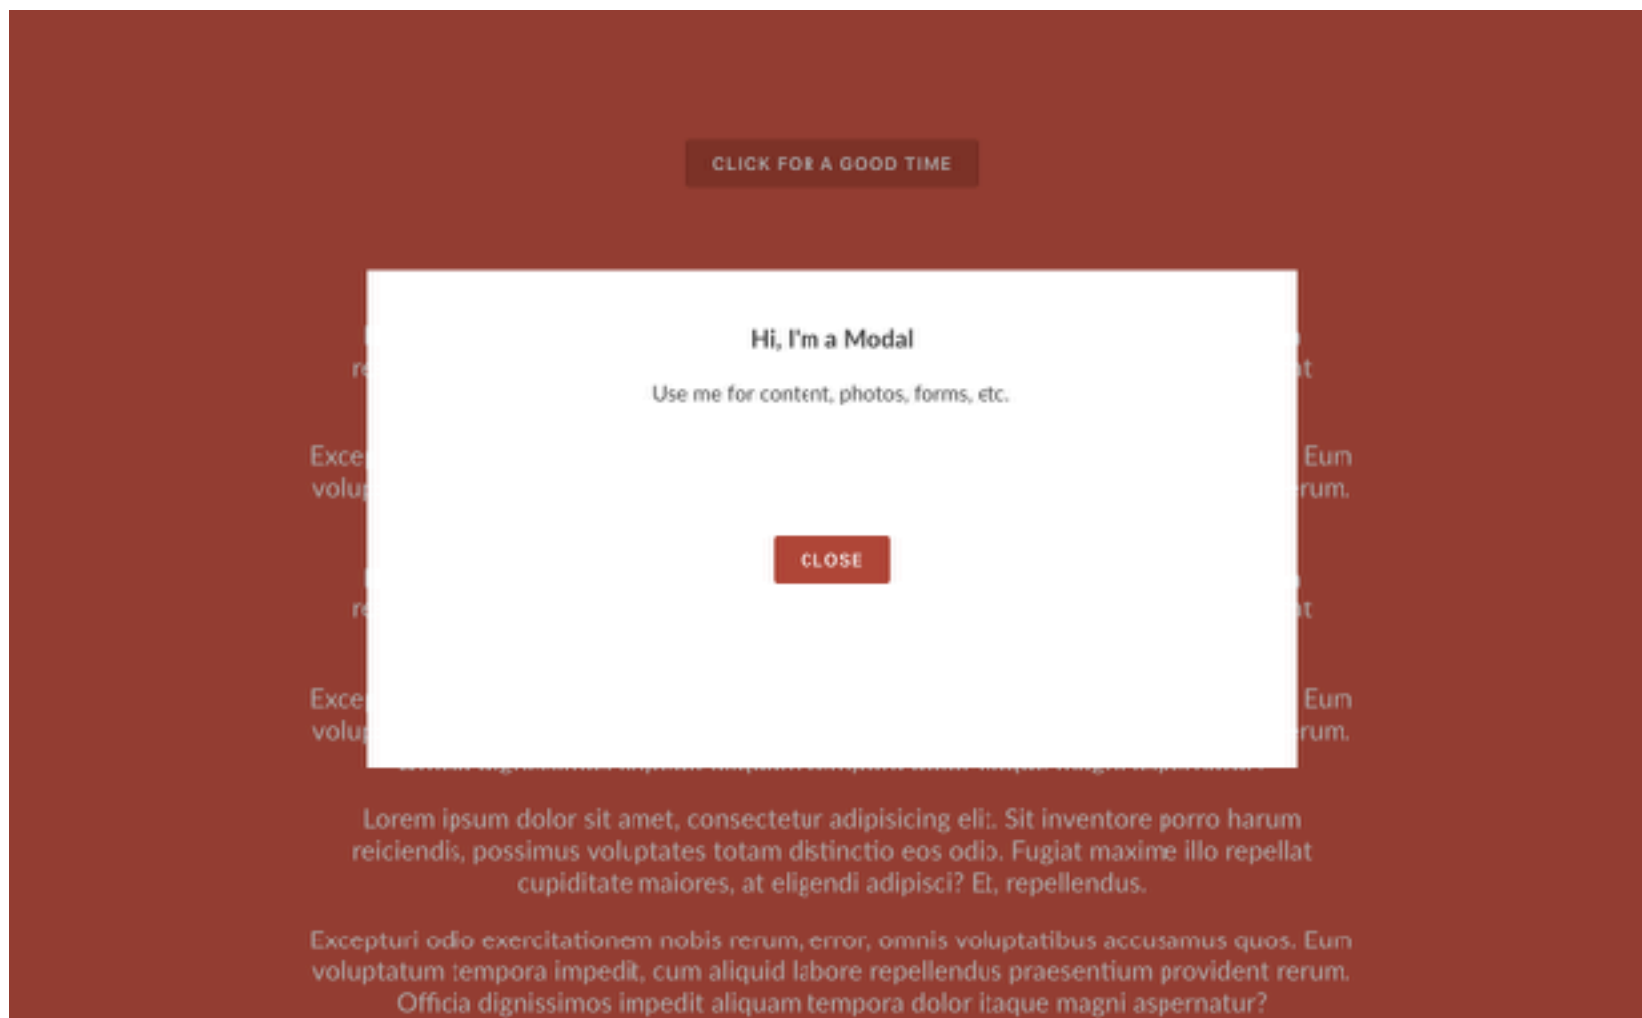 CLICK FOR A GOOD TIME
Hi, I'm a Modal
Use me for content, photos, forms, etc.
Eum
CLOSE
Eum
Lorem ipsum dolor sit amet, consectetur adipisicing elit. Sit inventore porro harum
reiciendis, possimus voluptates totam distinctio eos odio. Fugiat maxime illo repellat
cupiditate maiores, at eligendi adipisci? Et, repellendus.
Excepturi odio exercitationem nobis rerum, error, omnis voluptatibus accusamus quos. Eum
voluptatum tempora impedit, cum aliquid labore repellendus praesentium provident rerum.
Officia dignissimos impedit aliquam tempora dolor itaque magni aspernatur?